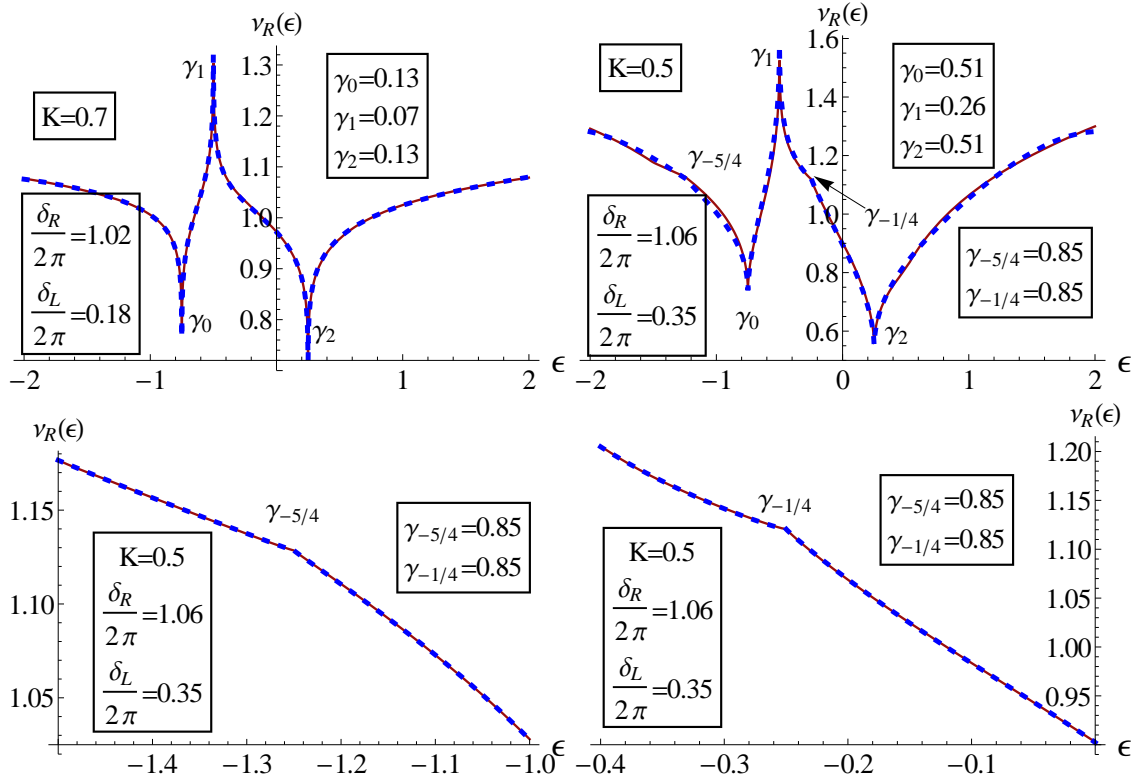 ν_R(ϵ)
1.3
1.2
1.1
1.0
0.9
0.8
K=0.7
γ_1
γ_0=0.13
γ_1=0.07
γ_2=0.13
δ_R/2π=1.02
δ_L/2π=0.18
γ_0
γ_2
−2
−1
1
2
ϵ
ν_R(ϵ)
1.6
1.4
1.2
1.0
0.8
0.6
K=0.5
γ_1
γ_0=0.51
γ_1=0.26
γ_2=0.51
γ_{−5/4}
γ_{−1/4}
δ_R/2π=1.06
δ_L/2π=0.35
γ_{−5/4}=0.85
γ_{−1/4}=0.85
γ_0
γ_2
−2
−1
0
1
2
ϵ
ν_R(ϵ)
1.15
1.10
1.05
γ_{−5/4}
γ_{−5/4}=0.85
γ_{−1/4}=0.85
K=0.5
δ_R/2π=1.06
δ_L/2π=0.35
−1.4
−1.3
−1.2
−1.1
−1.0
ϵ
ν_R(ϵ)
1.20
1.15
1.10
1.05
1.00
0.95
γ_{−1/4}
γ_{−5/4}=0.85
γ_{−1/4}=0.85
K=0.5
δ_R/2π=1.06
δ_L/2π=0.35
−0.4
−0.3
−0.2
−0.1
ϵ